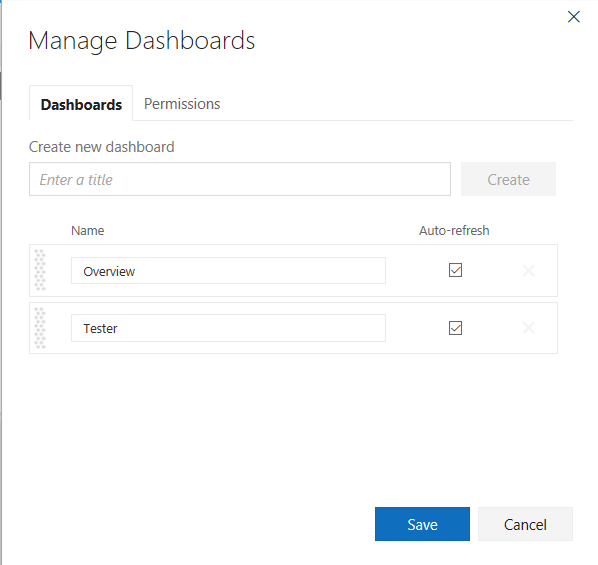 Manage Dashboards
Dashboards Permissions
Create new dashboard
Enter a title Create
Name Auto-refresh
Overview
Tester
Save Cancel